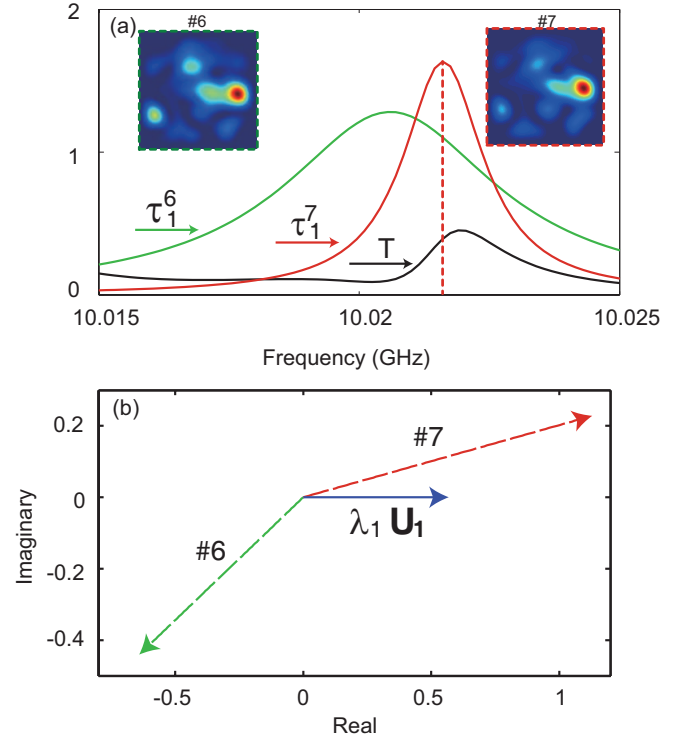 #6
#7
2
(a)
1
τ₁⁶
τ₁⁷
T
0
10.015
10.02
10.025
Frequency (GHz)
(b)
0.2
#7
0
λ₁ U₁
#6
-0.2
-0.4
Imaginary
-0.5
0
0.5
1
Real